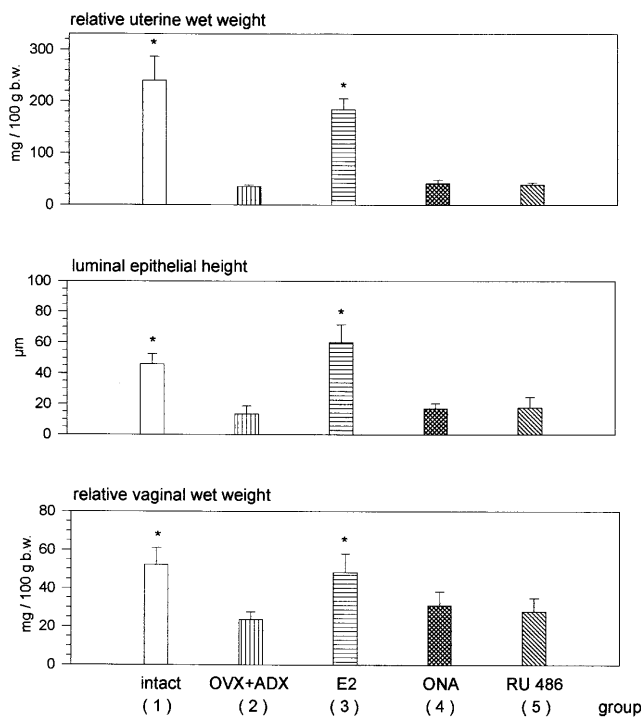 relative uterine wet weight
mg / 100 g b.w.
300
200
100
0
*
*
luminal epithelial height
µm
100
80
60
40
20
0
*
*
relative vaginal wet weight
mg / 100 g b.w.
80
60
40
20
0
*
*
intact OVX+ADX E2 ONA RU 486
( 1 ) ( 2 ) ( 3 ) ( 4 ) ( 5 ) group